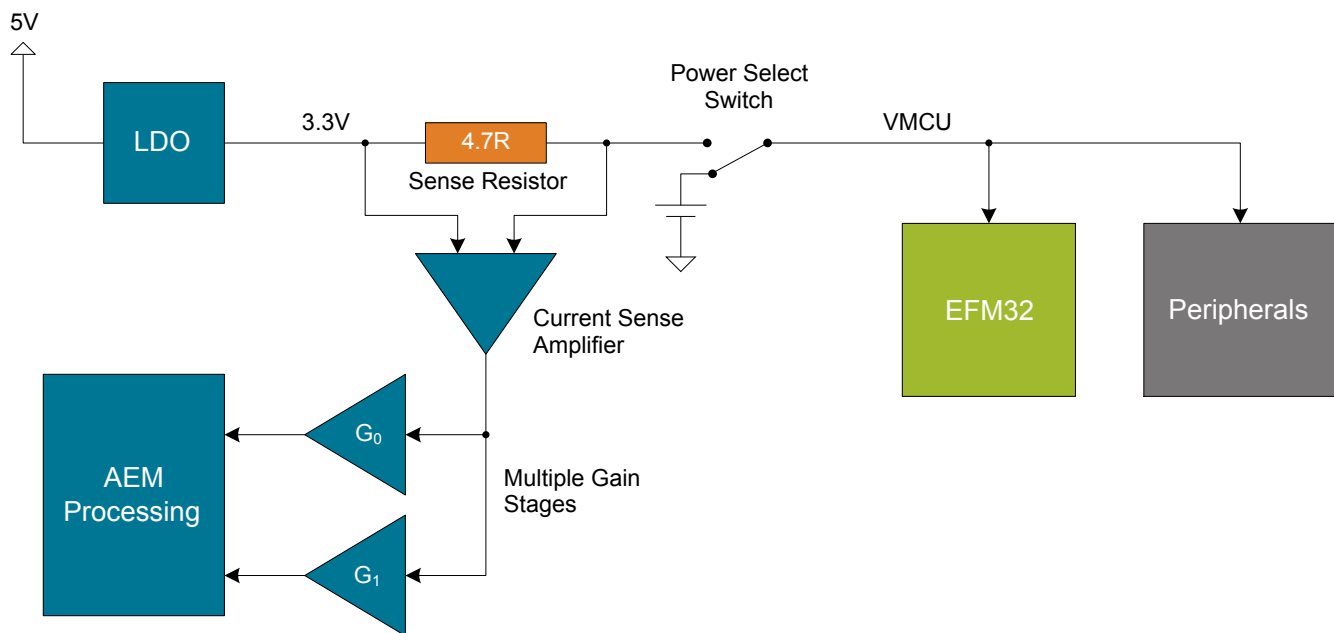 5V
LDO
3.3V
4.7R
Sense Resistor
Power Select
Switch
VMCU
EFM32
Peripherals
Current Sense
Amplifier
Multiple Gain
Stages
G₀
G₁
AEM
Processing